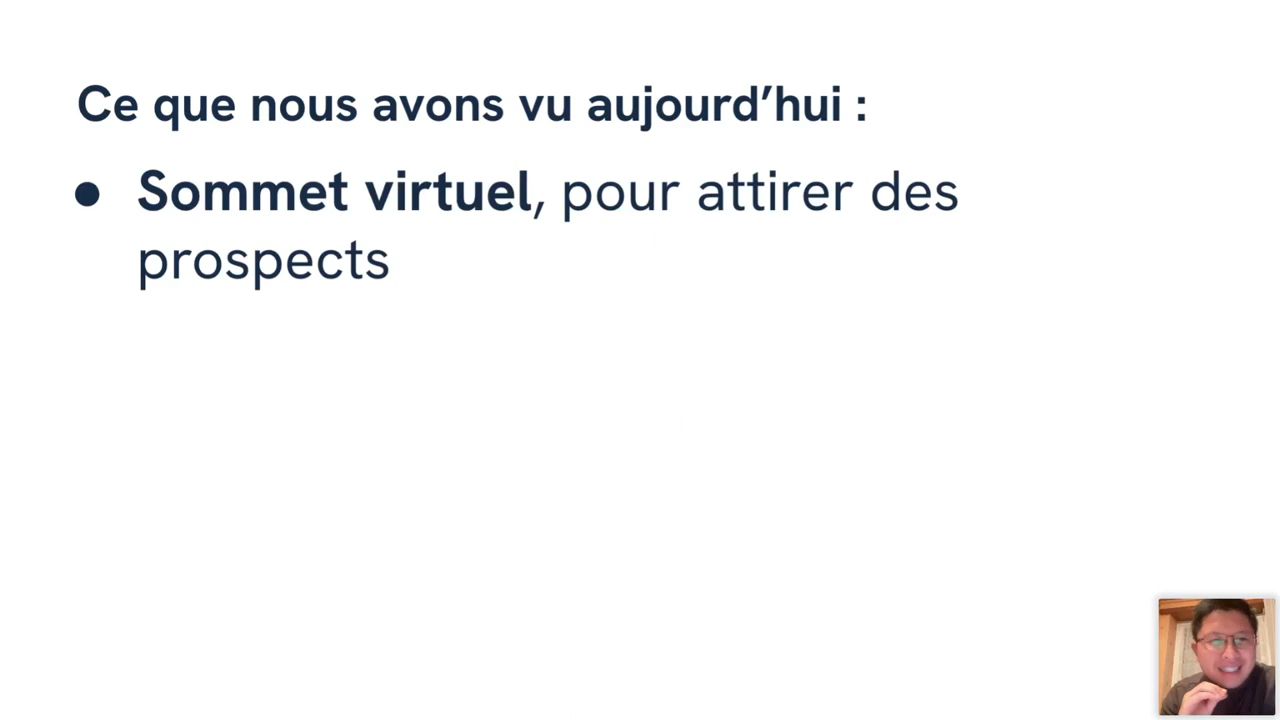 Ce que nous avons vu aujourd’hui :
● Sommet virtuel, pour attirer des
prospects